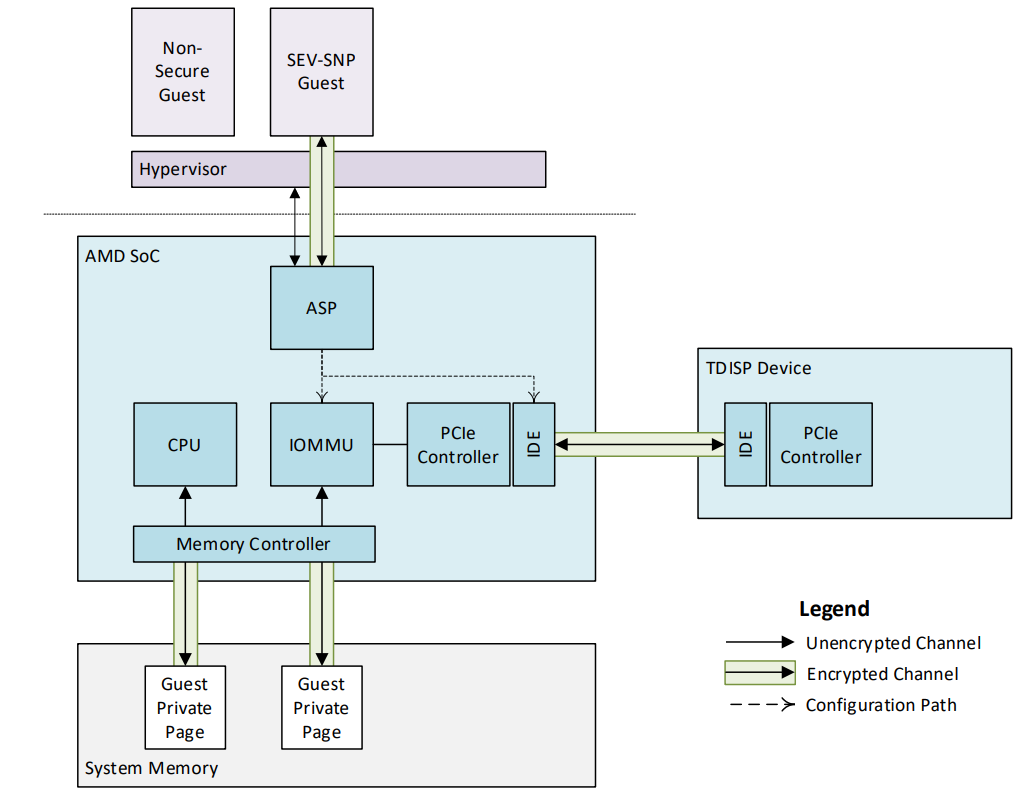 Non-
Secure
Guest
SEV-SNP
Guest
Hypervisor
AMD SoC
ASP
TDISP Device
CPU
IOMMU
PCIe
Controller
IDE
IDE
PCIe
Controller
Memory Controller
Legend
Unencrypted Channel
Encrypted Channel
Configuration Path
Guest
Private
Page
Guest
Private
Page
System Memory